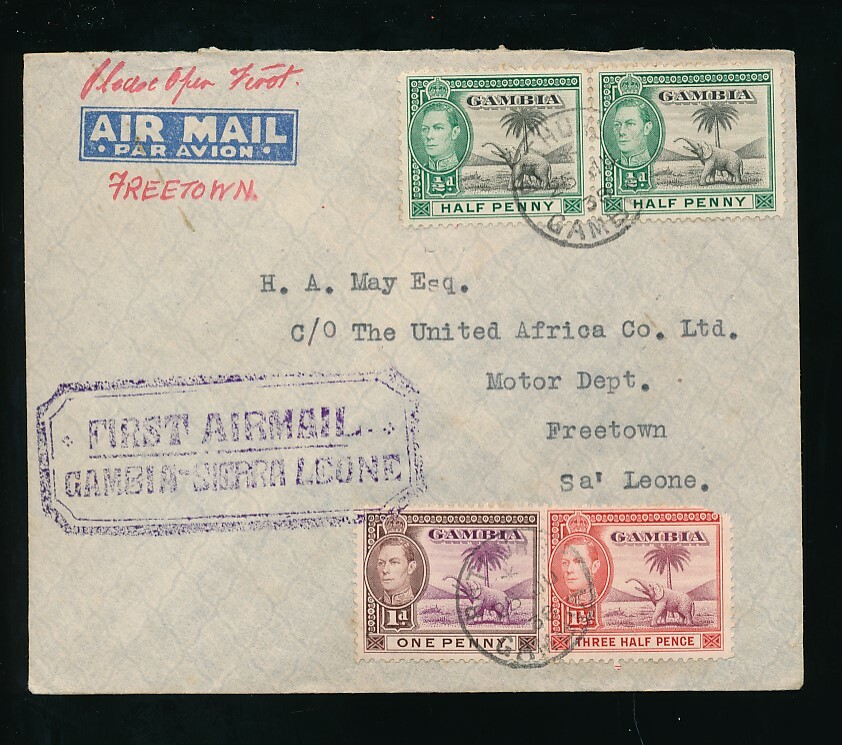 Please Open First.
AIR MAIL
PAR AVION
FREETOWN.
GAMBIA
GAMBIA
½d
½d
HALF PENNY
HALF PENNY
H. A. May Esq.
C/O The United Africa Co. Ltd.
Motor Dept.
Freetown
Sa' Leone.
FIRST AIRMAIL.
GAMBIA-SIERRA LEONE
GAMBIA
GAMBIA
1d
1½d
ONE PENNY
THREE HALF PENCE